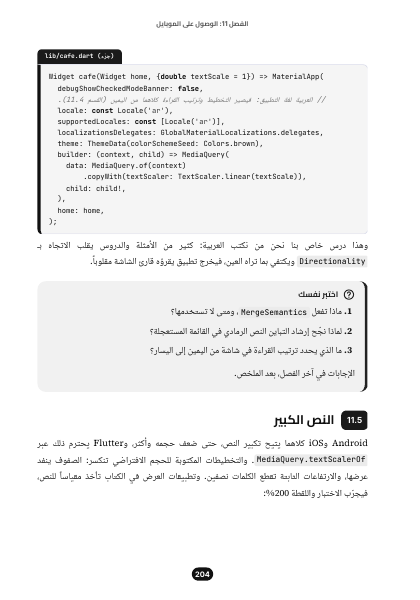 الفصل 11: الوصول على الموبايل
lib/cafe.dart (جزء)
Widget cafe(Widget home, {double textScale = 1}) => MaterialApp(
debugShowCheckedModeBanner: false,
// العربية لغة التطبيق: فيصير التخطيط وترتيب القراءة كلاهما من اليمين (القسم 11.4).
locale: const Locale('ar'),
supportedLocales: const [Locale('ar')],
localizationsDelegates: GlobalMaterialLocalizations.delegates,
theme: ThemeData(colorSchemeSeed: Colors.brown),
builder: (context, child) => MediaQuery(
data: MediaQuery.of(context)
.copyWith(textScaler: TextScaler.linear(textScale)),
child: child!,
),
home: home,
);
وهذا درس خاص بنا نحن من نكتب العربية: كثير من الأمثلة والدروس يقلب الاتجاه بـ
Directionality ويكتفي بما تراه العين، فيخرج تطبيق يقرؤه قارئ الشاشة مقلوباً.
اختبر نفسك
1. ماذا تفعل MergeSemantics، ومتى لا تستخدمها؟
2. لماذا نجّح إرشاد التباين النص الرمادي في القائمة المستعجلة؟
3. ما الذي يحدد ترتيب القراءة في شاشة من اليمين إلى اليسار؟
الإجابات في آخر الفصل، بعد الملخص.
11.5 النص الكبير
Android وiOS كلاهما يتيح تكبير النص، حتى ضعف حجمه وأكثر، وFlutter يحترم ذلك عبر
MediaQuery.textScalerOf. والتخطيطات المكتوبة للحجم الافتراضي تنكسر: الصفوف ينفد
عرضها، والارتفاعات الثابتة تقطع الكلمات نصفين. وتطبيقات العرض في الكتاب تأخذ مقياساً للنص،
فيجرّب الاختبار واللقطة 200%:
204